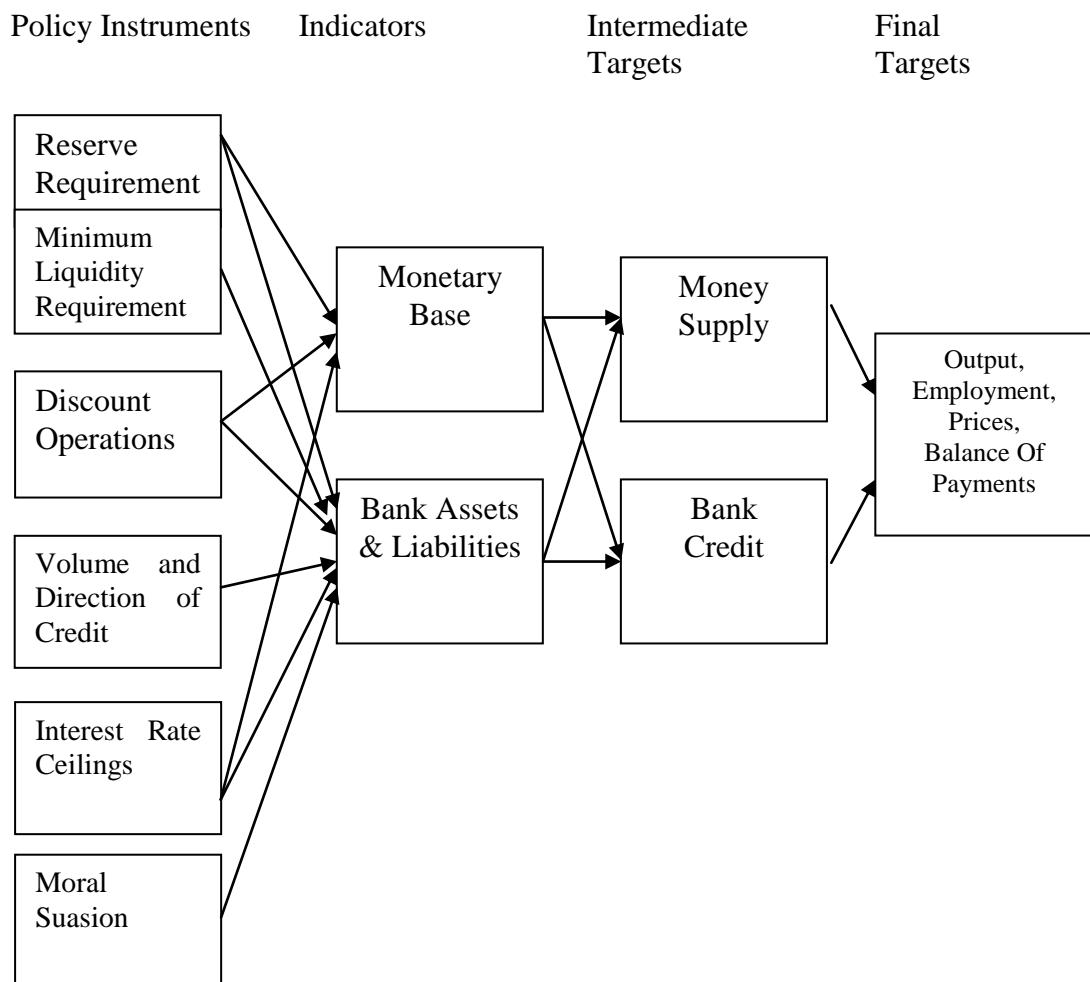 Policy Instruments
Indicators
Intermediate
Targets
Final
Targets
Reserve
Requirement
Minimum
Liquidity
Requirement
Discount
Operations
Volume and
Direction of
Credit
Interest Rate
Ceilings
Moral
Suasion
Monetary
Base
Bank Assets
& Liabilities
Money
Supply
Bank
Credit
Output,
Employment,
Prices,
Balance Of
Payments